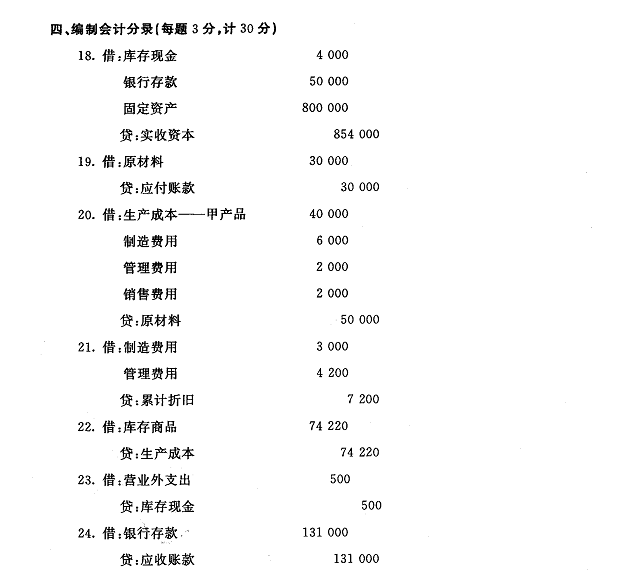 四、编制会计分录(每题3分,计30分)
18. 借:库存现金 4 000
银行存款 50 000
固定资产 800 000
贷:实收资本 854 000
19. 借:原材料 30 000
贷:应付账款 30 000
20. 借:生产成本——甲产品 40 000
制造费用 6 000
管理费用 2 000
销售费用 2 000
贷:原材料 50 000
21. 借:制造费用 3 000
管理费用 4 200
贷:累计折旧 7 200
22. 借:库存商品 74 220
贷:生产成本 74 220
23. 借:营业外支出 500
贷:库存现金 500
24. 借:银行存款 131 000
贷:应收账款 131 000